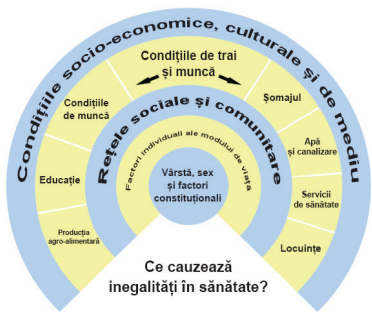 Condițiile socio-economice, culturale și de mediu
Condițiile de trai
și muncă
Condițiile
de muncă
Șomajul
Rețele sociale și comunitare
Apă
și canalizare
Factori individuali ale modului de viață
Educație
Vârstă, sex
și factori
constituționali
Servicii
de sănătate
Producția
agro-alimentară
Locuințe
Ce cauzează
inegalități în sănătate?